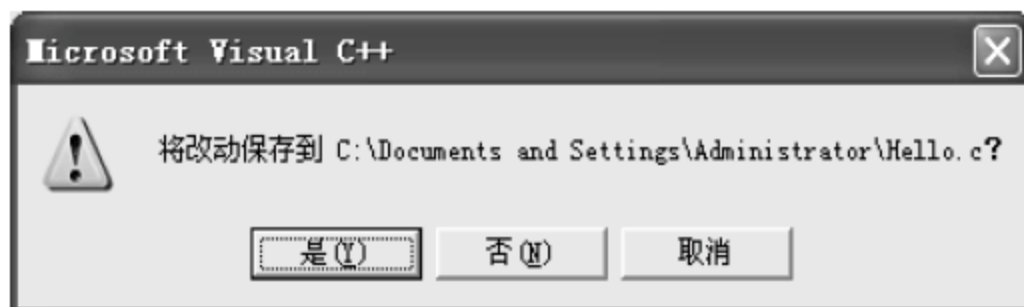 Microsoft Visual C++
将改动保存到 C:\Documents and Settings\Administrator\Hello.c?
是(Y) 否(N) 取消